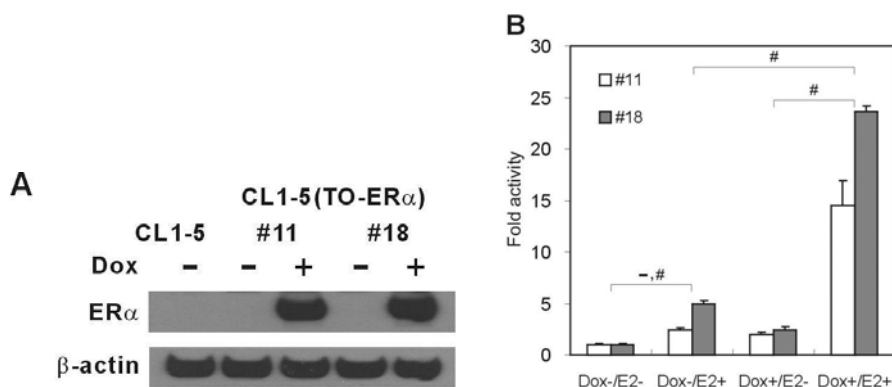 A
CL1-5(TO-ERα)
CL1-5 #11 #18
Dox - - + - +
ERα
β-actin
B
30
25
20
15
10
5
0
Fold activity
#11
#18
#
#
-,#
Dox-/E2- Dox-/E2+ Dox+/E2- Dox+/E2+